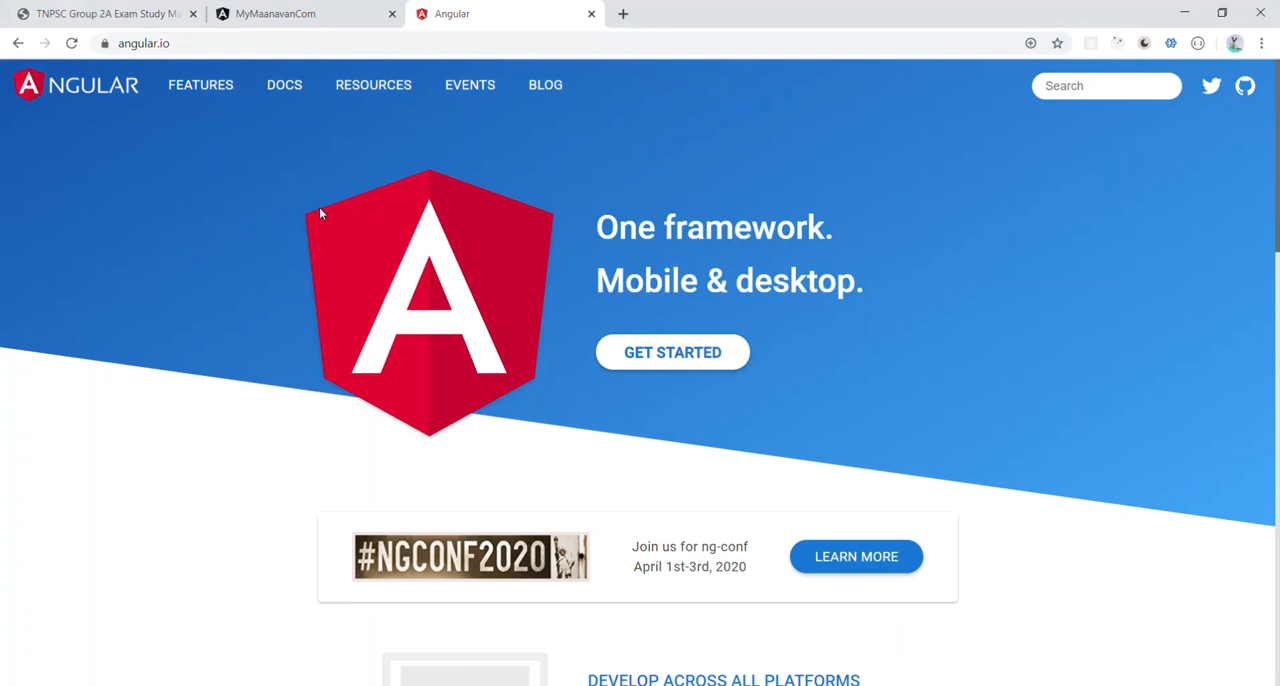 TNPSC Group 2A Exam Study Ma
MyMaanavanCom
Angular
angular.io
ANGULAR
FEATURES
DOCS
RESOURCES
EVENTS
BLOG
Search
A
One framework.
Mobile & desktop.
GET STARTED
#NGCONF2020
Join us for ng-conf
April 1st-3rd, 2020
LEARN MORE
DEVELOP ACROSS ALL PLATFORMS